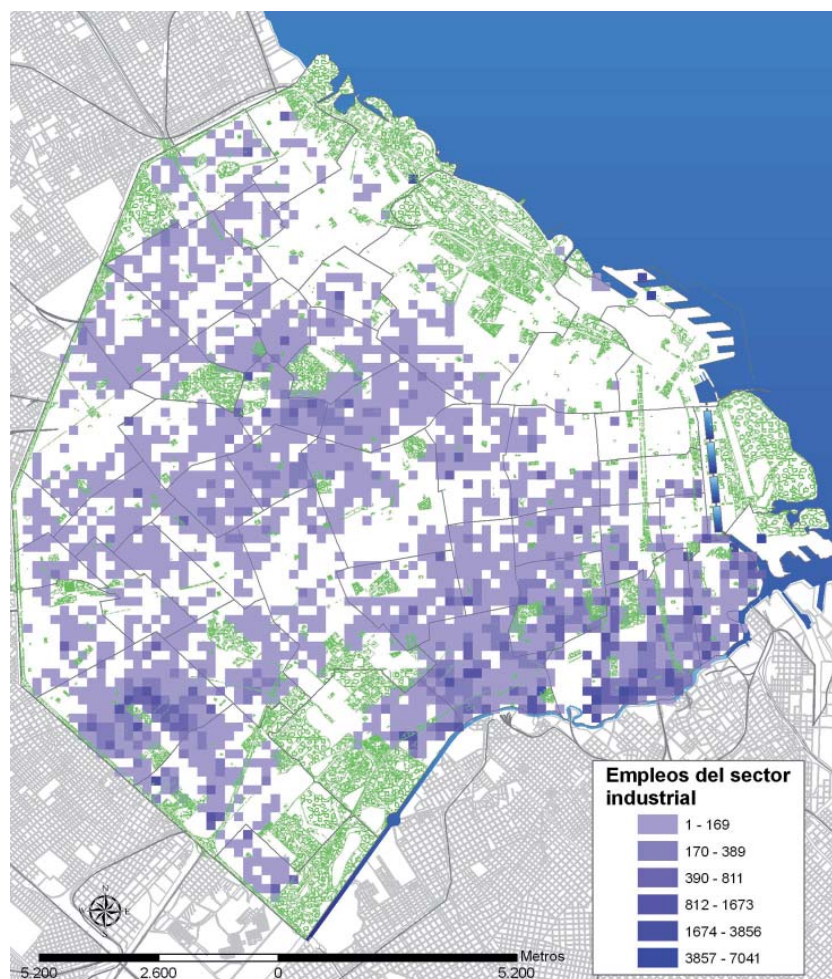 Empleos del sector
industrial
1 - 169
170 - 389
390 - 811
812 - 1673
1674 - 3856
3857 - 7041
N
E
S
Metros
5.200 2.600 0 5.200